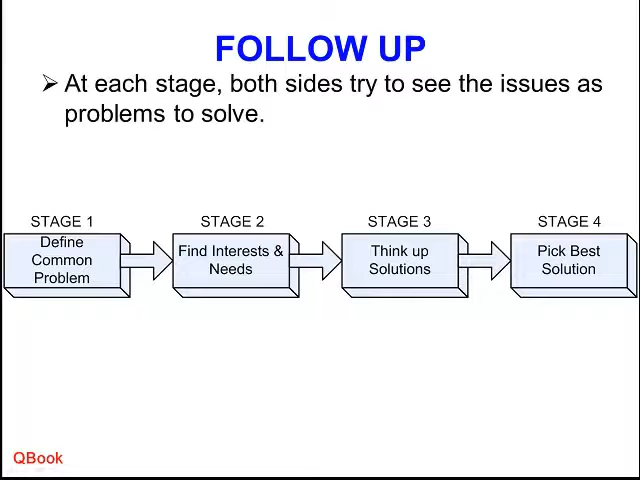 FOLLOW UP
➢ At each stage, both sides try to see the issues as
problems to solve.
STAGE 1
Define
Common
Problem
STAGE 2
Find Interests &
Needs
STAGE 3
Think up
Solutions
STAGE 4
Pick Best
Solution
QBook